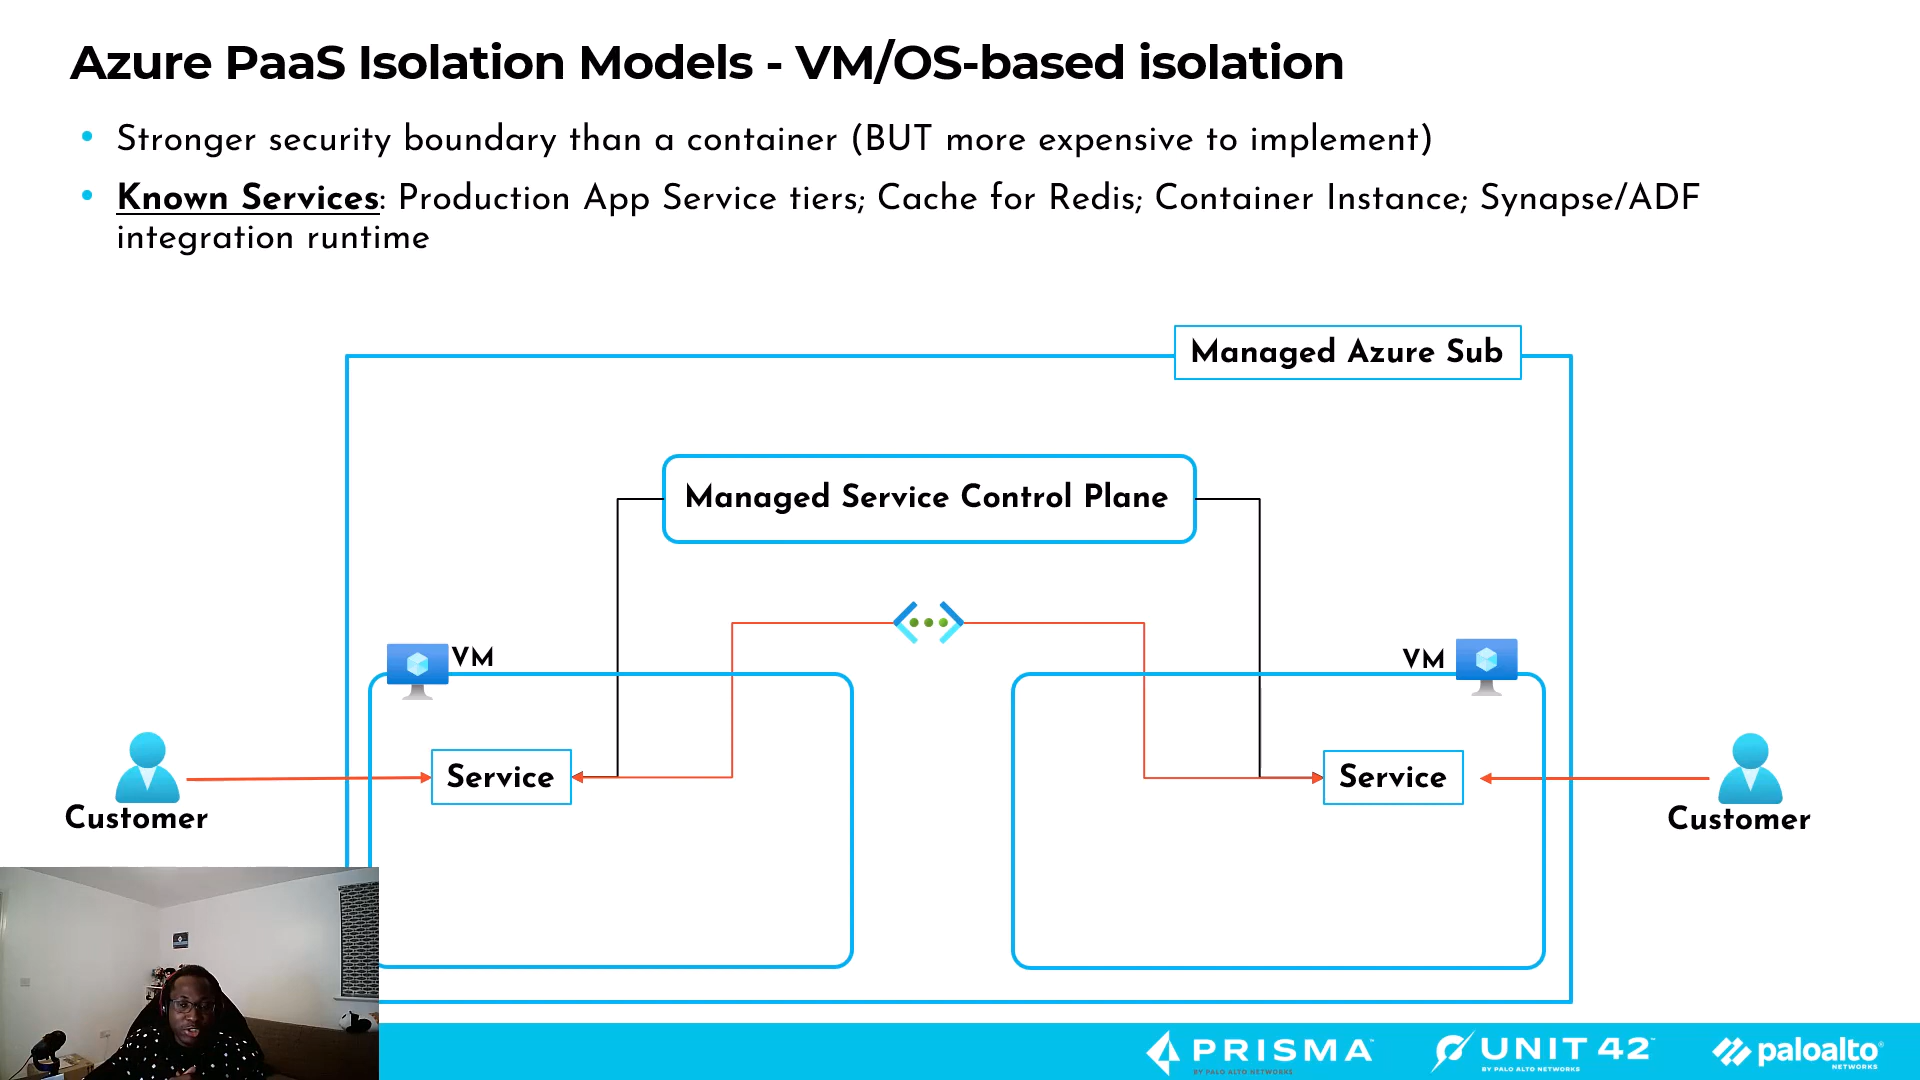 Azure PaaS Isolation Models - VM/OS-based isolation
• Stronger security boundary than a container (BUT more expensive to implement)
• Known Services: Production App Service tiers; Cache for Redis; Container Instance; Synapse/ADF
integration runtime
Managed Azure Sub
Managed Service Control Plane
VM
VM
Service
Service
Customer
Customer
PRISMA™
BY PALO ALTO NETWORKS
UNIT 42™
BY PALO ALTO NETWORKS
paloalto®
NETWORKS